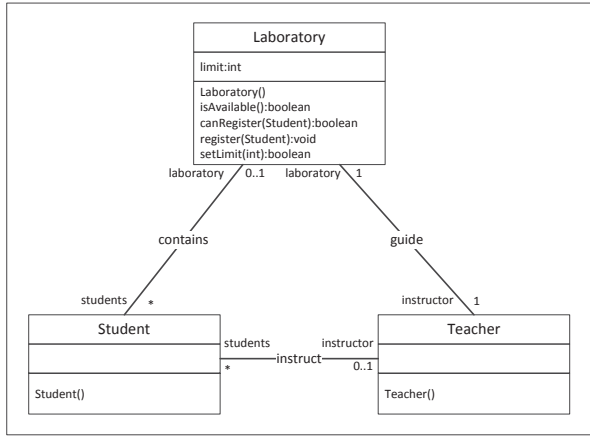 Laboratory
limit:int
Laboratory()
isAvailable():boolean
canRegister(Student):boolean
register(Student):void
setLimit(int):boolean
laboratory 0..1 laboratory 1
contains guide
students * instructor 1
Student Teacher
students instructor
instruct
* 0..1
Student() Teacher()